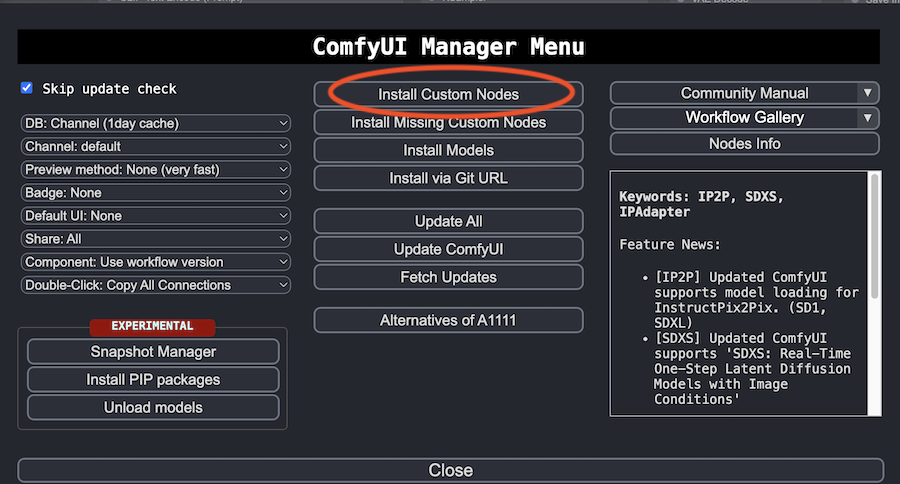 ComfyUI Manager Menu
Skip update check
DB: Channel (1day cache)
Channel: default
Preview method: None (very fast)
Badge: None
Default UI: None
Share: All
Component: Use workflow version
Double-Click: Copy All Connections
EXPERIMENTAL
Snapshot Manager
Install PIP packages
Unload models
Install Custom Nodes
Install Missing Custom Nodes
Install Models
Install via Git URL
Update All
Update ComfyUI
Fetch Updates
Alternatives of A1111
Community Manual
Workflow Gallery
Nodes Info
Keywords: IP2P, SDXS,
IPAdapter
Feature News:
• [IP2P] Updated ComfyUI
supports model loading for
InstructPix2Pix. (SD1,
SDXL)
• [SDXS] Updated ComfyUI
supports 'SDXS: Real-Time
One-Step Latent Diffusion
Models with Image
Conditions'
Close